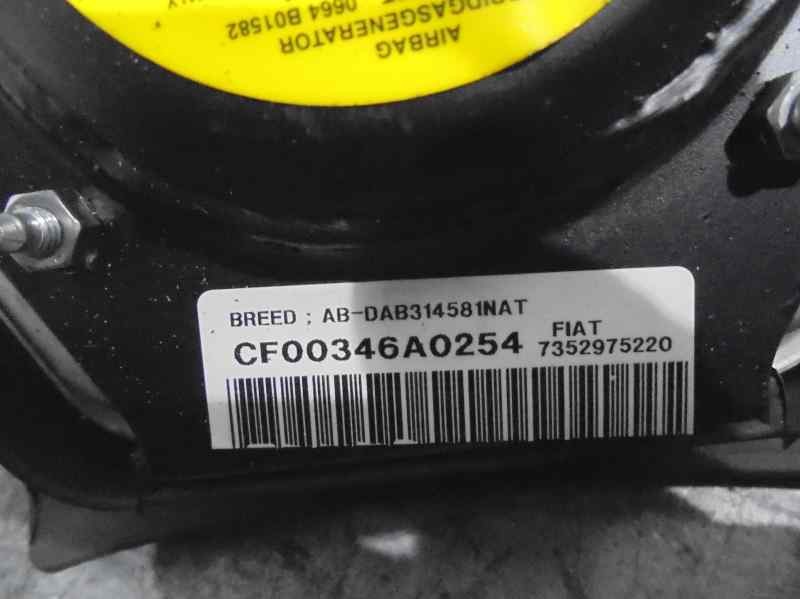 AIRBAG
0664 B01582
BREED ; AB-DAB314581NAT
CF00346A0254 FIAT
7352975220